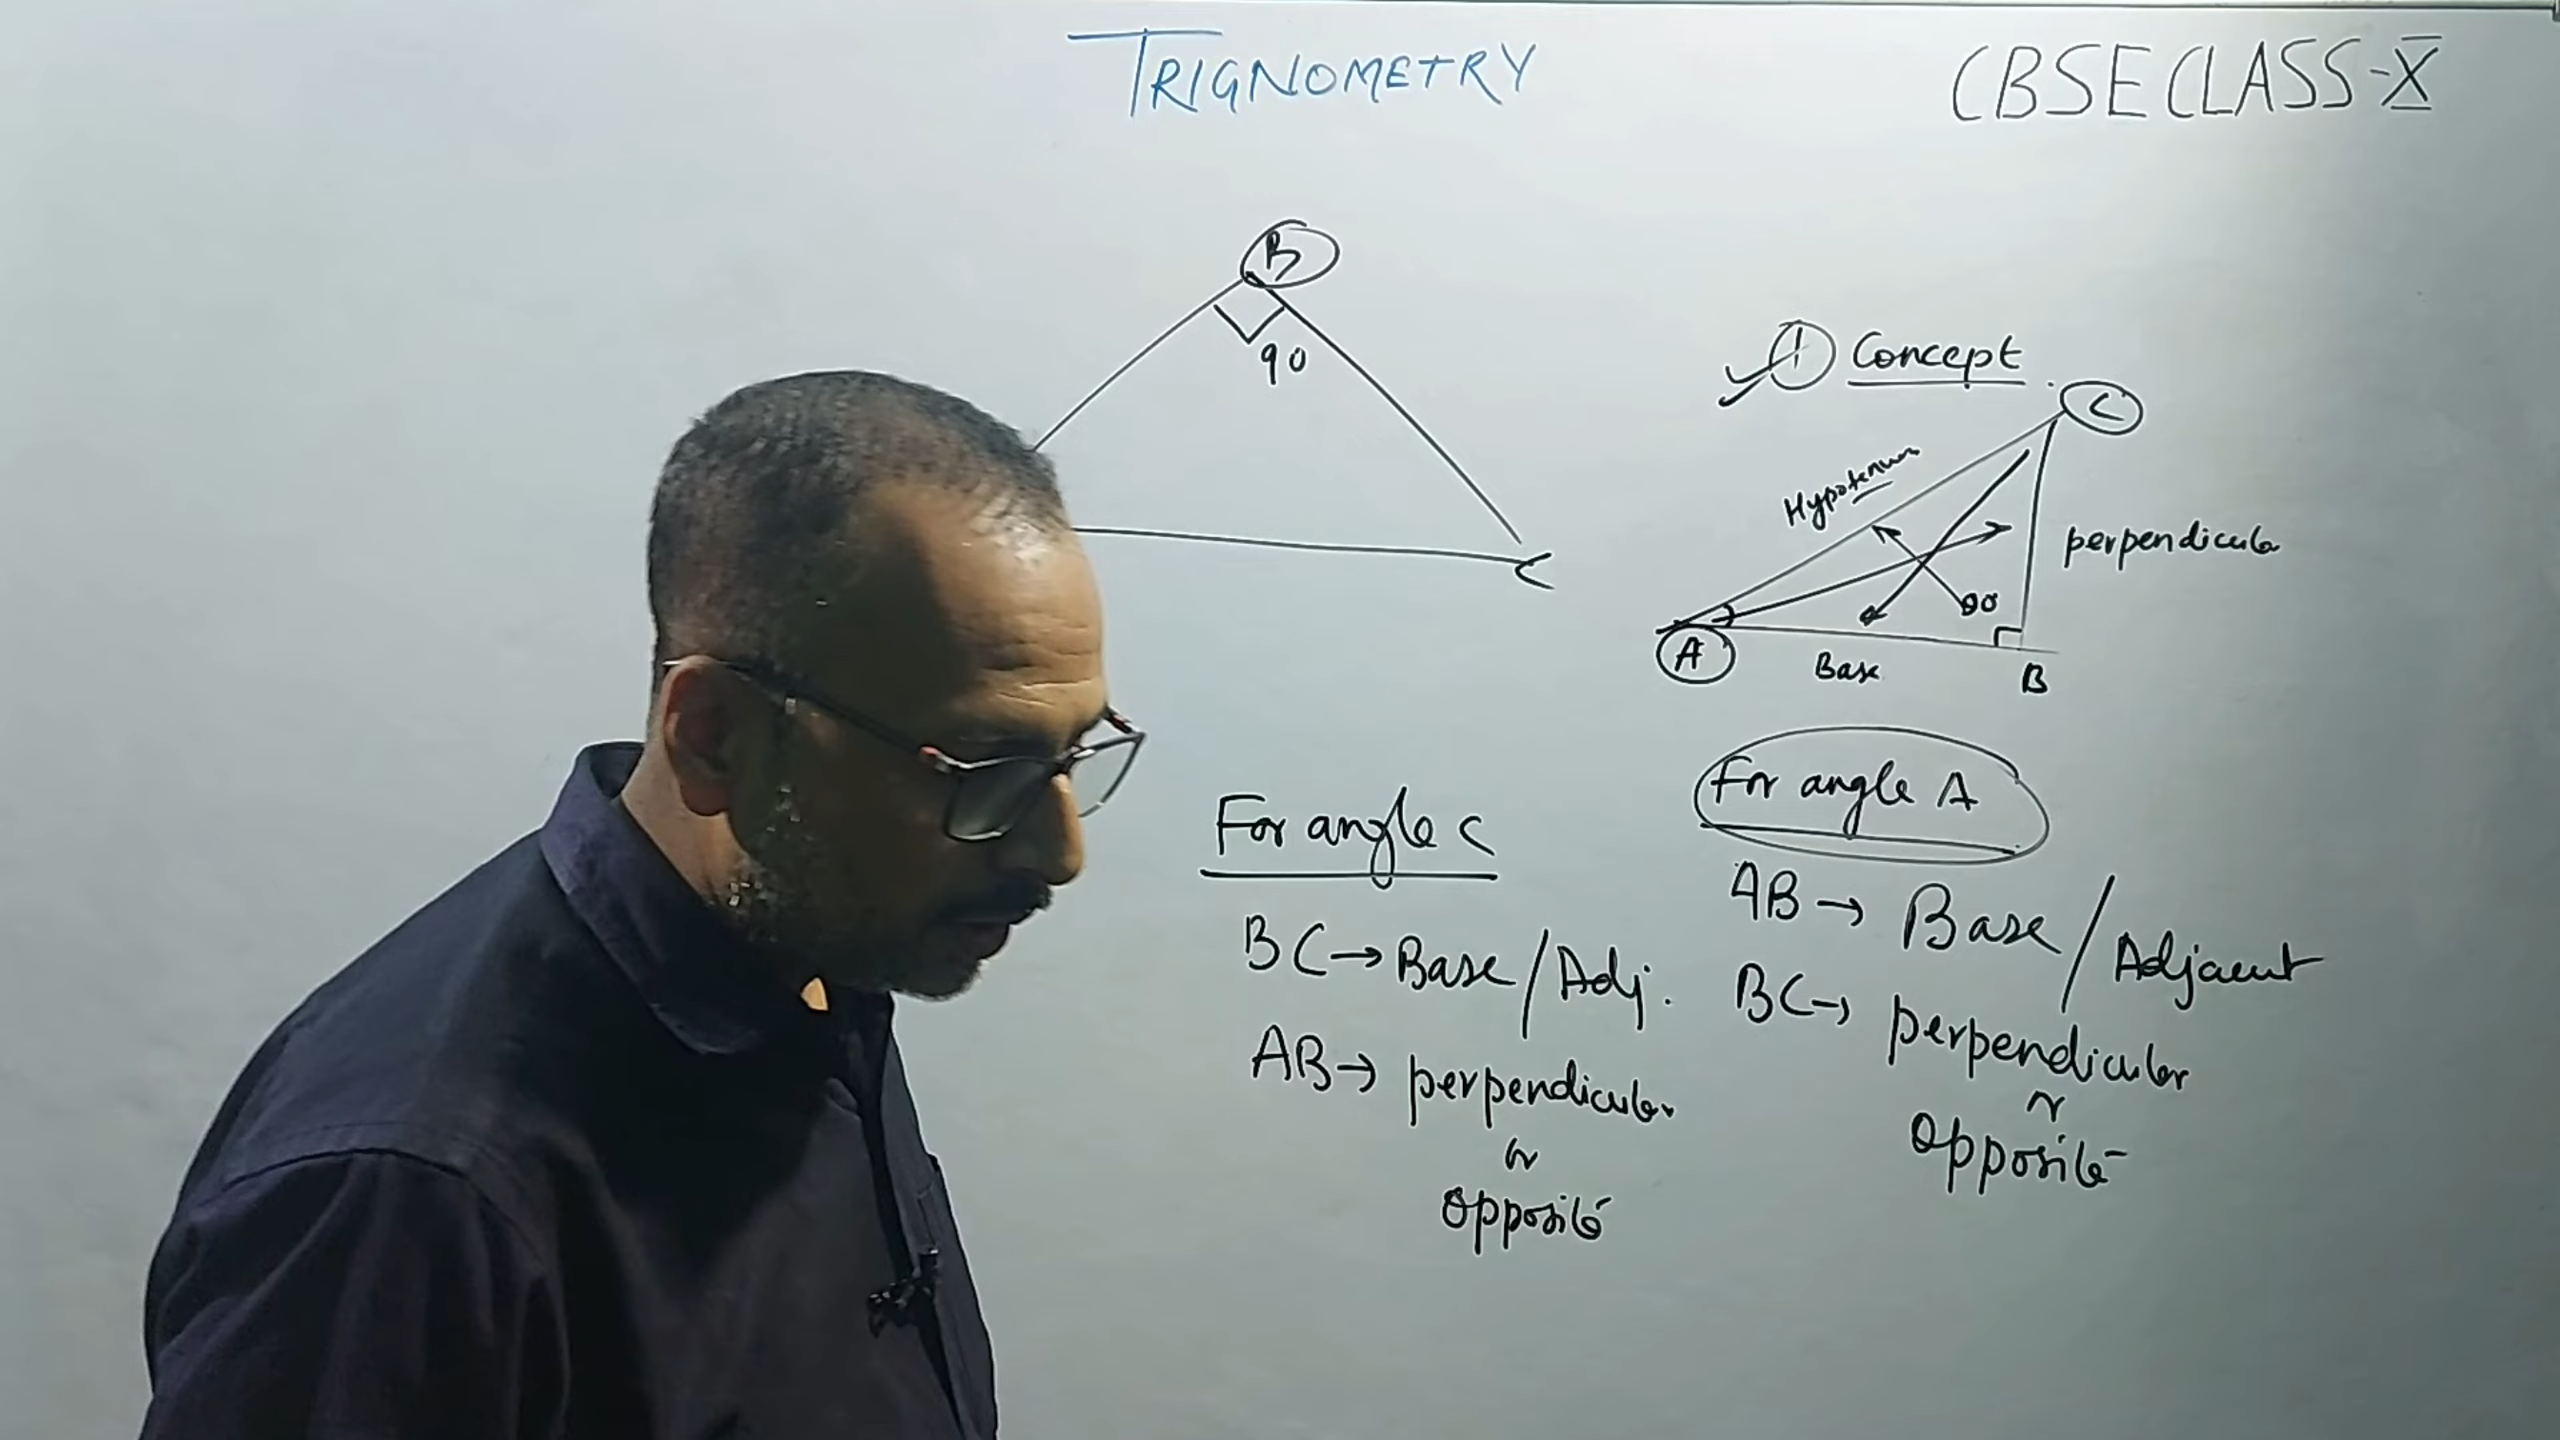 TRIGNOMETRY
CBSE CLASS-X
B
90
C
1 Concept
C
Hypotenus
perpendicular
90
A
Base
B
For angle C
BC → Base / Adj.
AB → perpendicular
or
opposite
For angle A
AB → Base / Adjacent
BC → perpendicular
or
opposite